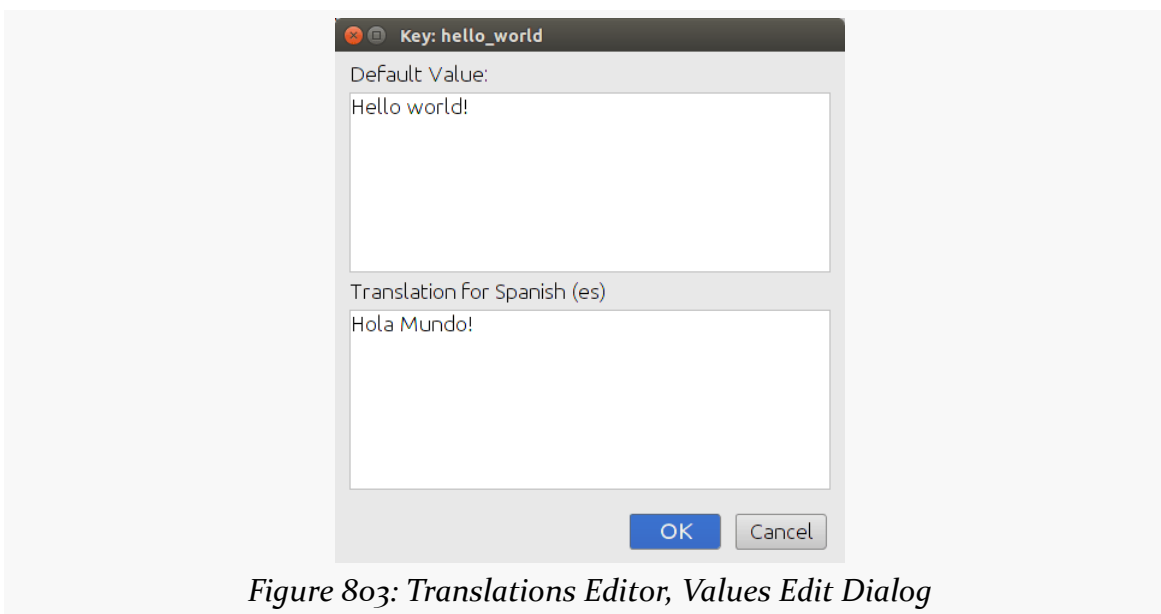 Key: hello_world
Default Value:
Hello world!
Translation for Spanish (es)
Hola Mundo!
OK Cancel
Figure 803: Translations Editor, Values Edit Dialog